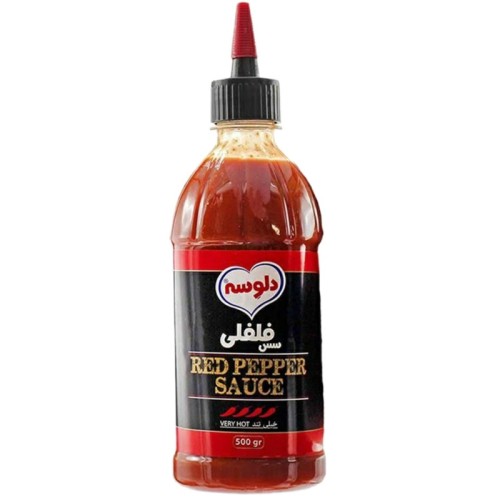 دلوسه
فلفلی
سس
RED PEPPER
SAUCE
VERY HOT خیلی تند
500 gr